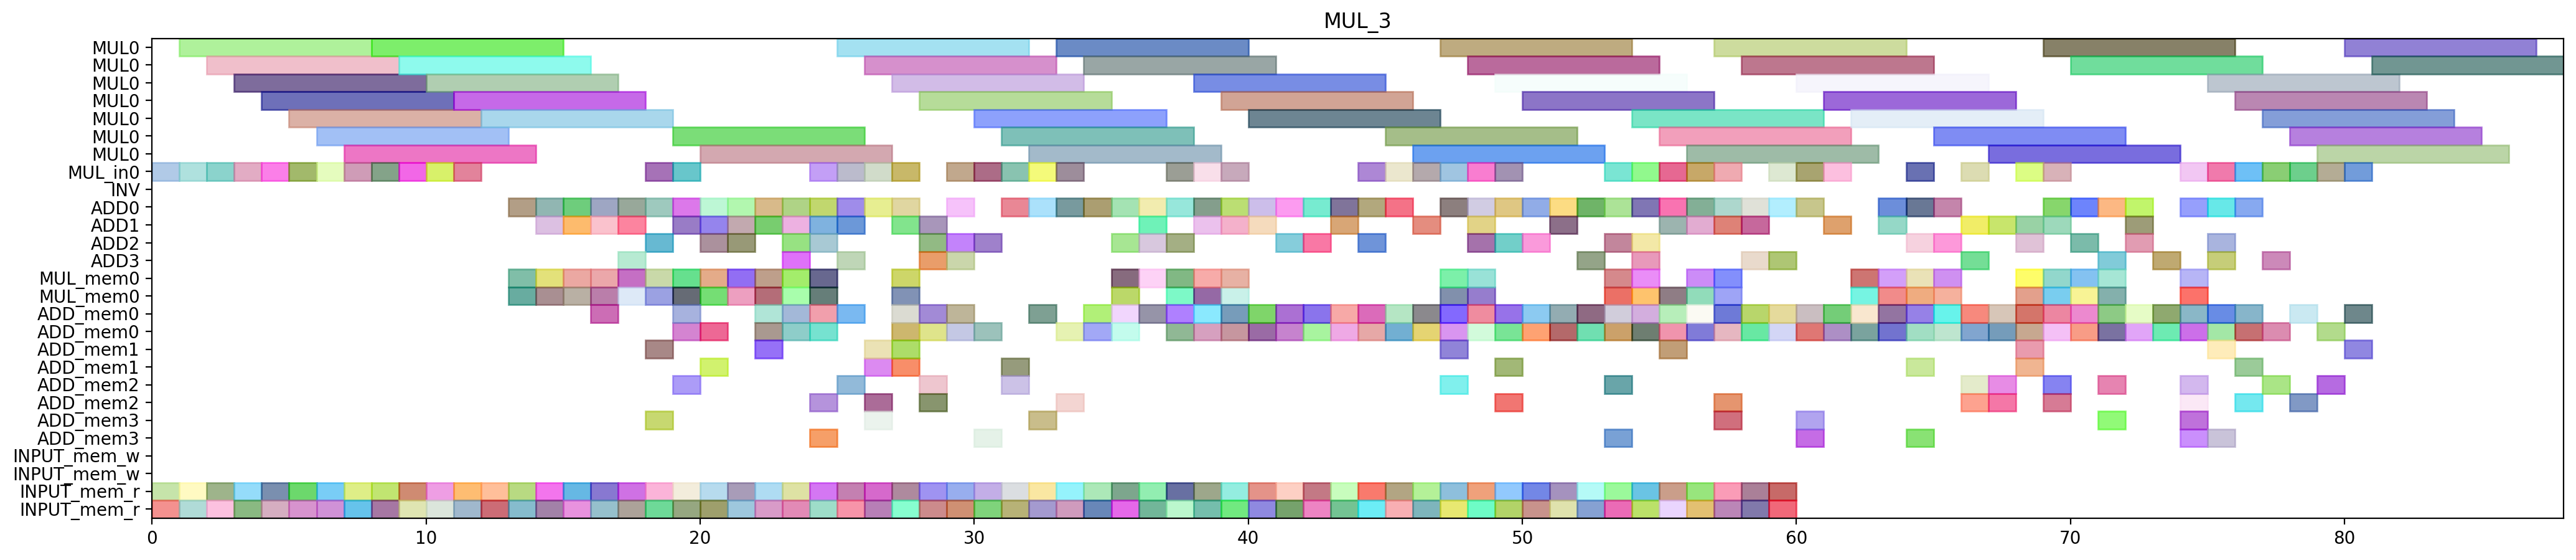 MUL_3
MUL0
MUL0
MUL0
MUL0
MUL0
MUL0
MUL0
MUL_in0
INV
ADD0
ADD1
ADD2
ADD3
MUL_mem0
MUL_mem0
ADD_mem0
ADD_mem0
ADD_mem1
ADD_mem1
ADD_mem2
ADD_mem2
ADD_mem3
ADD_mem3
INPUT_mem_w
INPUT_mem_w
INPUT_mem_r
INPUT_mem_r
0 10 20 30 40 50 60 70 80